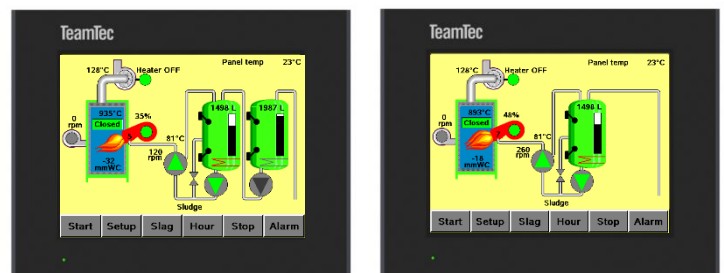 TeamTec
Panel temp 23°C
128°C Heater OFF
0 rpm
935°C
Closed
35%
-32 mmWC
81°C
120 rpm
1498 L
1987 L
Sludge
Start Setup Slag Hour Stop Alarm
TeamTec
Panel temp 23°C
128°C Heater OFF
0 rpm
893°C
Closed
48%
-18 mmWC
81°C
260 rpm
1498 L
Sludge
Start Setup Slag Hour Stop Alarm